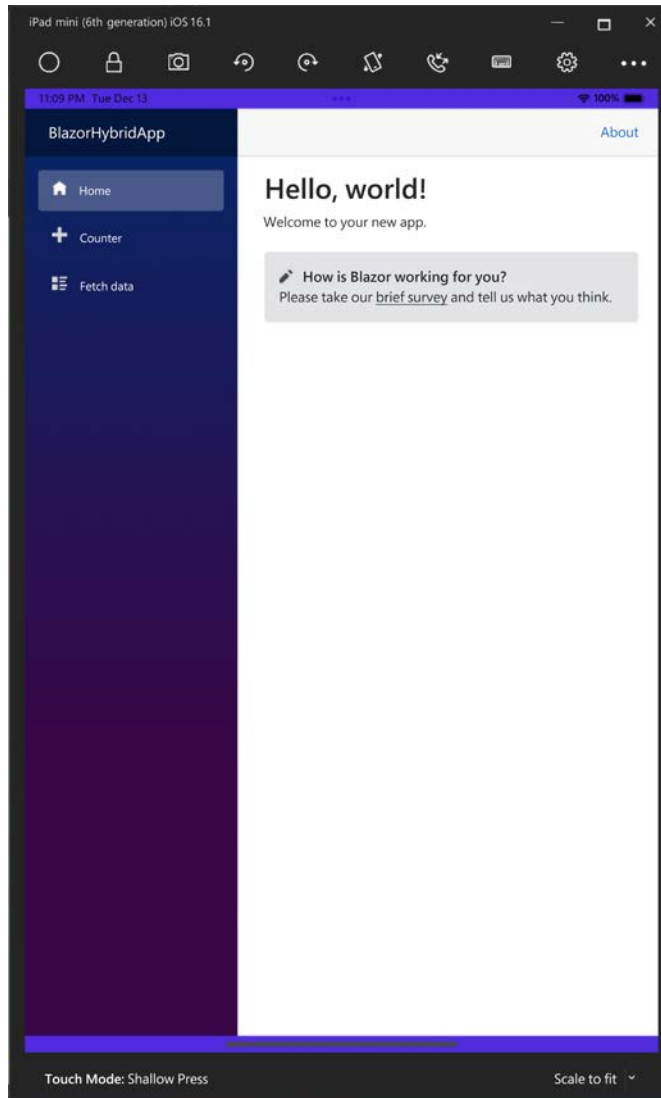 iPad mini (6th generation) iOS 16.1
11:09 PM Tue Dec 13
100%
BlazorHybridApp
About
Home
Counter
Fetch data
Hello, world!
Welcome to your new app.
How is Blazor working for you?
Please take our brief survey and tell us what you think.
Touch Mode: Shallow Press
Scale to fit